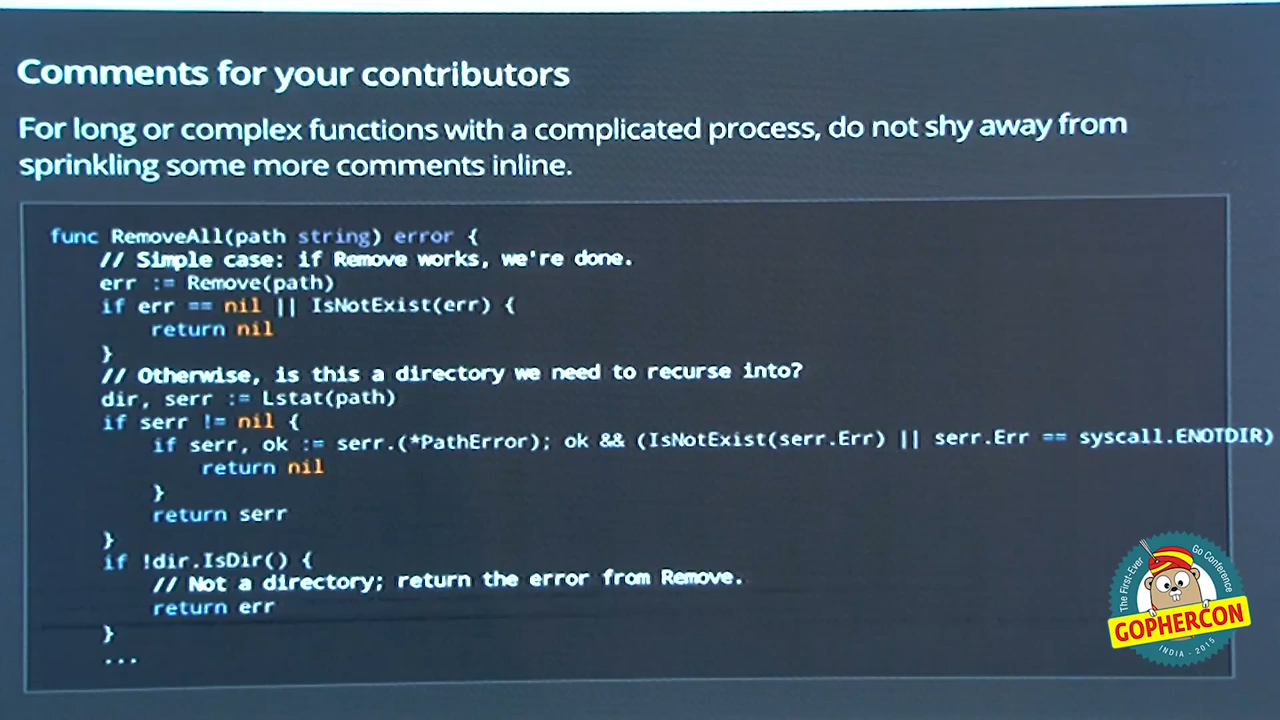 Comments for your contributors
For long or complex functions with a complicated process, do not shy away from
sprinkling some more comments inline.
func RemoveAll(path string) error {
// Simple case: if Remove works, we're done.
err := Remove(path)
if err == nil || IsNotExist(err) {
return nil
}
// Otherwise, is this a directory we need to recurse into?
dir, serr := Lstat(path)
if serr != nil {
if serr, ok := serr.(*PathError); ok && (IsNotExist(serr.Err) || serr.Err == syscall.ENOTDIR)
return nil
}
return serr
}
if !dir.IsDir() {
// Not a directory; return the error from Remove.
return err
}
...
The First-Ever Go Conference
GOPHERCON
INDIA - 2015